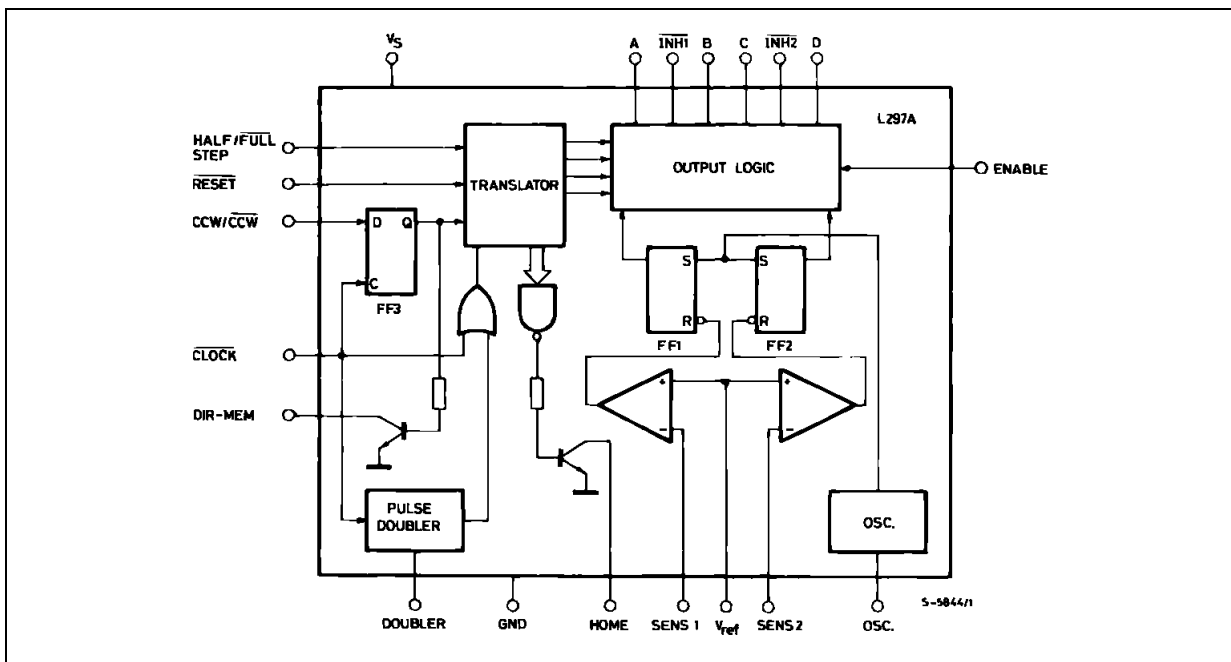 VS
A INH1 B C INH2 D
L297A
HALF/FULL
STEP
RESET
CCW/CCW
CLOCK
DIR-MEM
TRANSLATOR
OUTPUT LOGIC
ENABLE
D Q
C
FF3
S
R
FF1
S
R
FF2
+
−
+
−
PULSE
DOUBLER
OSC.
S-5844/1
DOUBLER GND HOME SENS 1 Vref SENS 2 OSC.